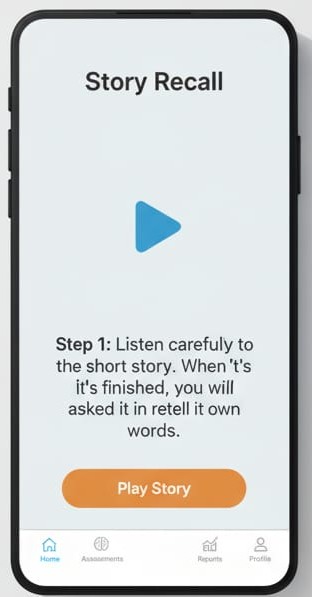 Story Recall
Step 1: Listen carefuly to
the short story. When 't's
it's finished, you will
asked it in retell it own
words.
Play Story
Home
Assessments
Reports
Profile